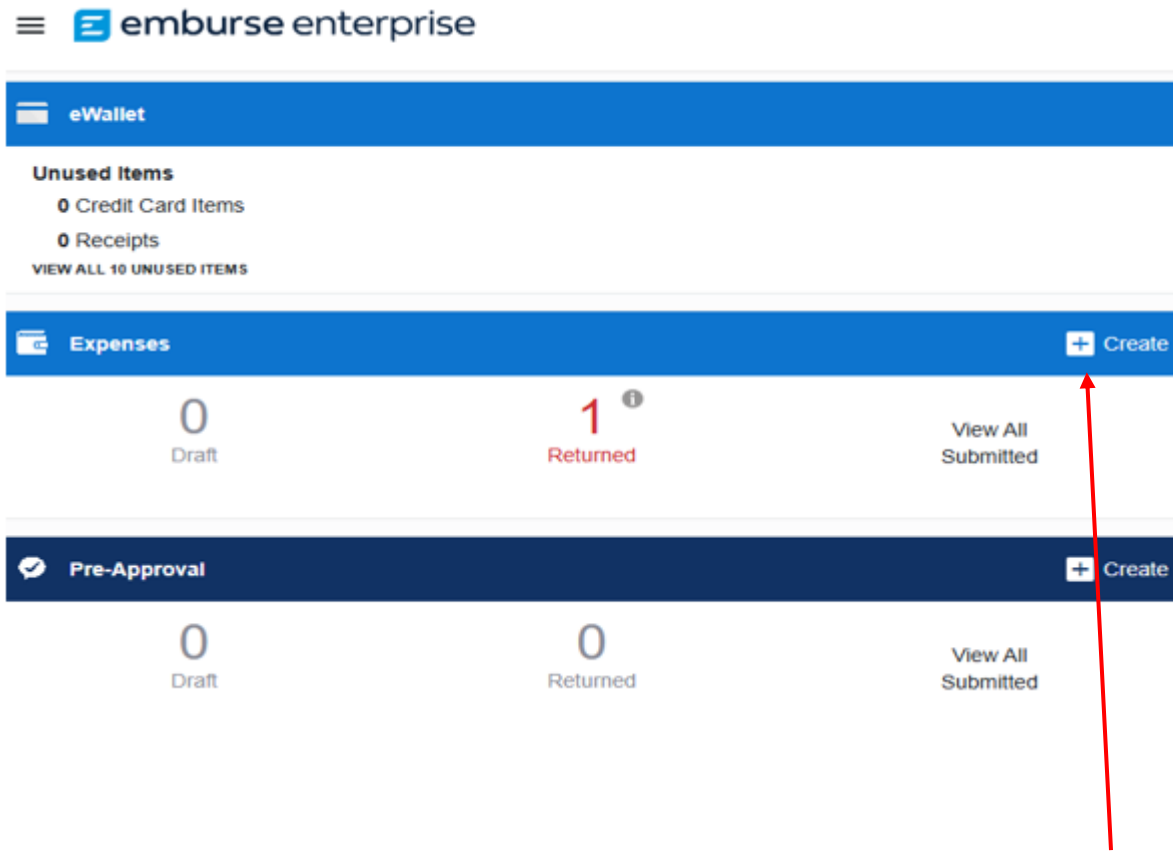 emburse enterprise
eWallet
Unused Items
0 Credit Card Items
0 Receipts
VIEW ALL 10 UNUSED ITEMS
Expenses
Create
0
Draft
1
Returned
View All
Submitted
Pre-Approval
Create
0
Draft
0
Returned
View All
Submitted